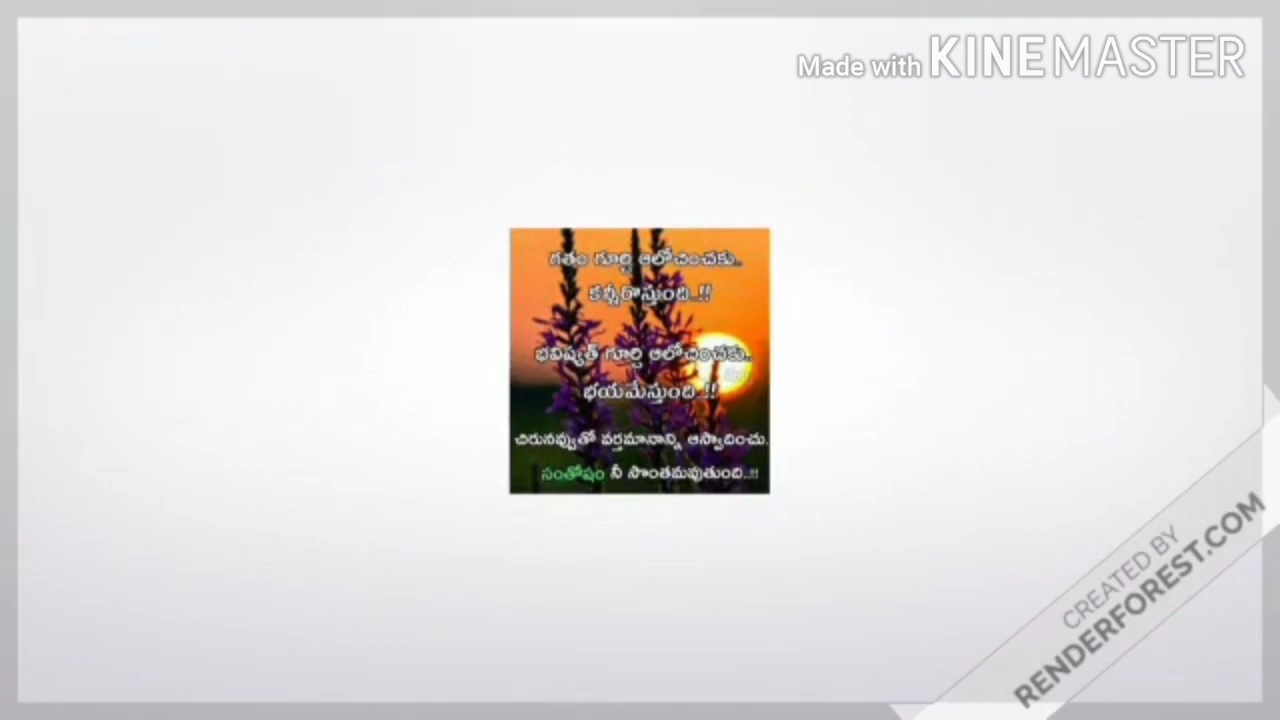 Made with KINEMASTER
గతం గూర్చి ఆలోచించకు..
కన్నీరొస్తుంది..!!
భవిష్యత్ గూర్చి ఆలోచించకు..
భయమేస్తుంది..!!
చిరునవ్వుతో వర్తమానాన్ని ఆస్వాదించు.
సంతోషం నీ సొంతమవుతుంది..!!
CREATED BY
RENDERFOREST.COM